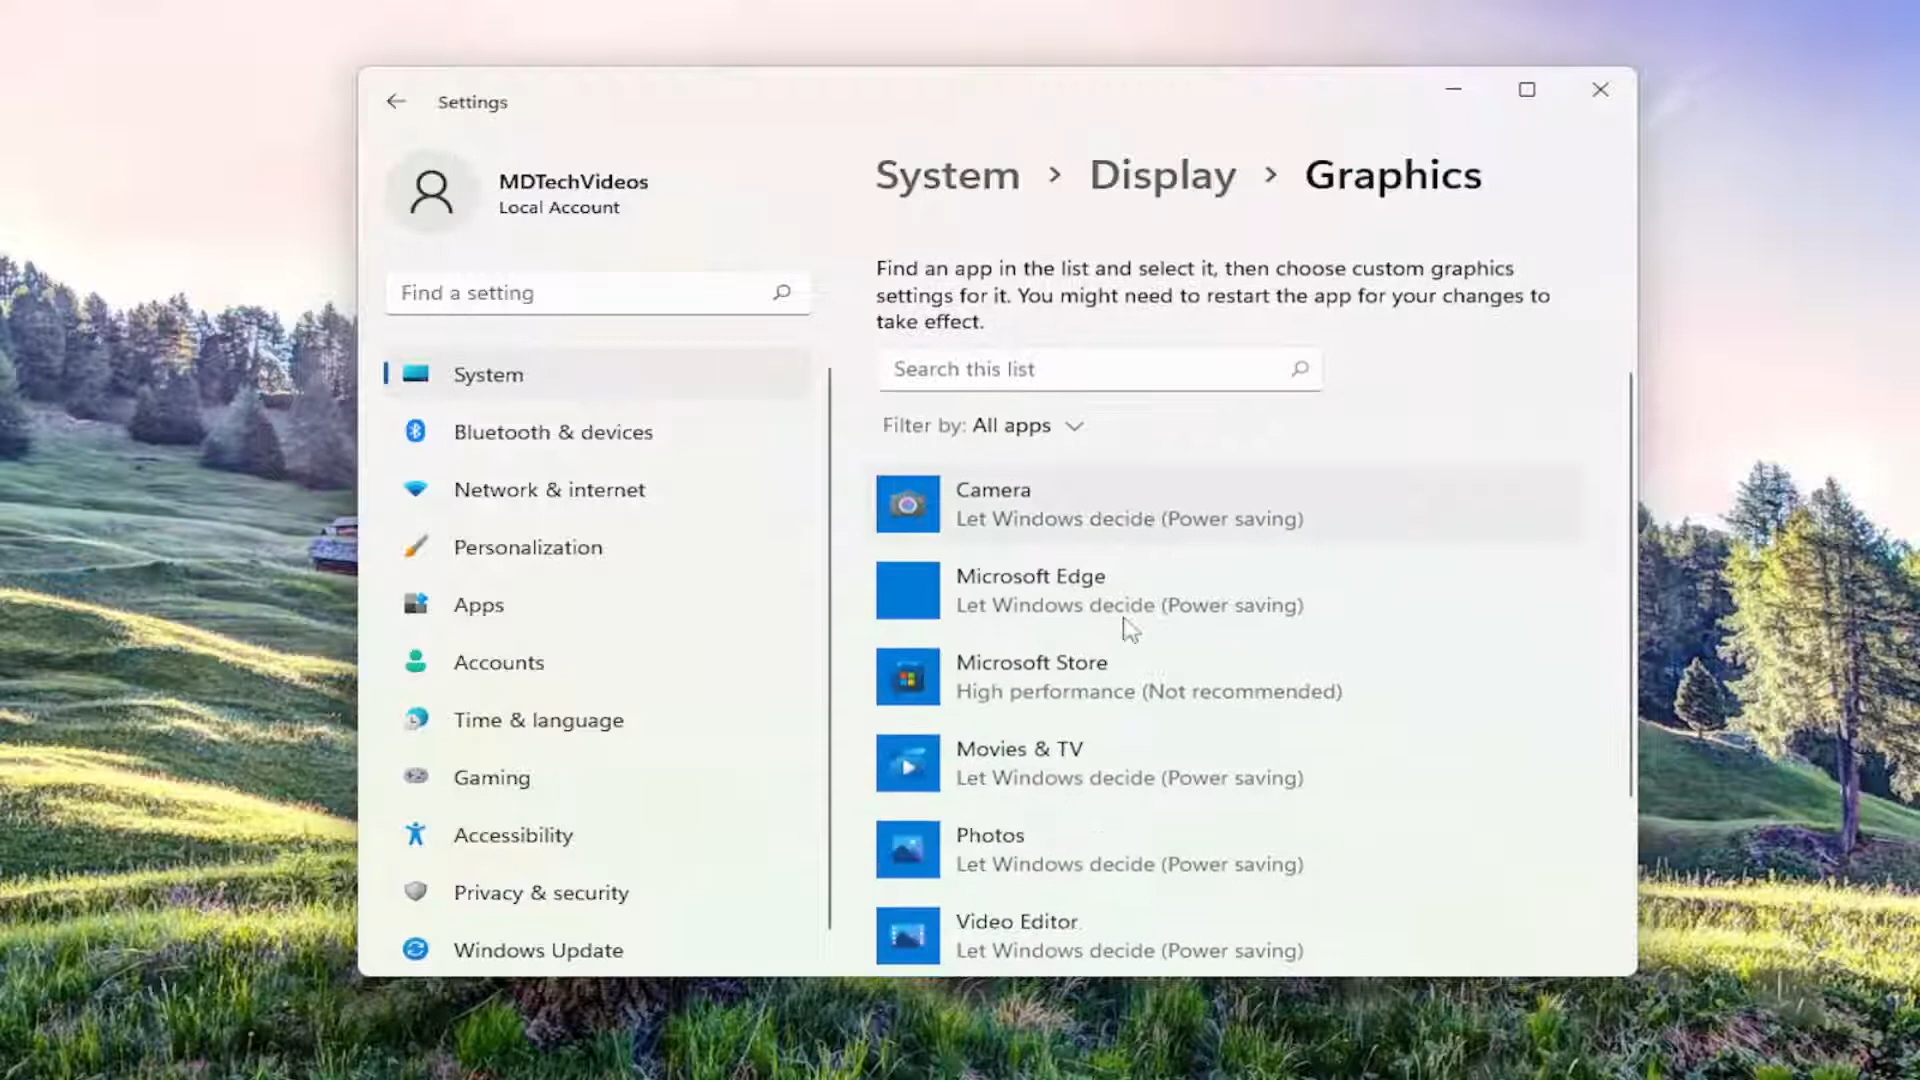 Settings
MDTechVideos
Local Account
Find a setting
System
Bluetooth & devices
Network & internet
Personalization
Apps
Accounts
Time & language
Gaming
Accessibility
Privacy & security
Windows Update
System > Display > Graphics
Find an app in the list and select it, then choose custom graphics
settings for it. You might need to restart the app for your changes to
take effect.
Search this list
Filter by: All apps
Camera
Let Windows decide (Power saving)
Microsoft Edge
Let Windows decide (Power saving)
Microsoft Store
High performance (Not recommended)
Movies & TV
Let Windows decide (Power saving)
Photos
Let Windows decide (Power saving)
Video Editor
Let Windows decide (Power saving)